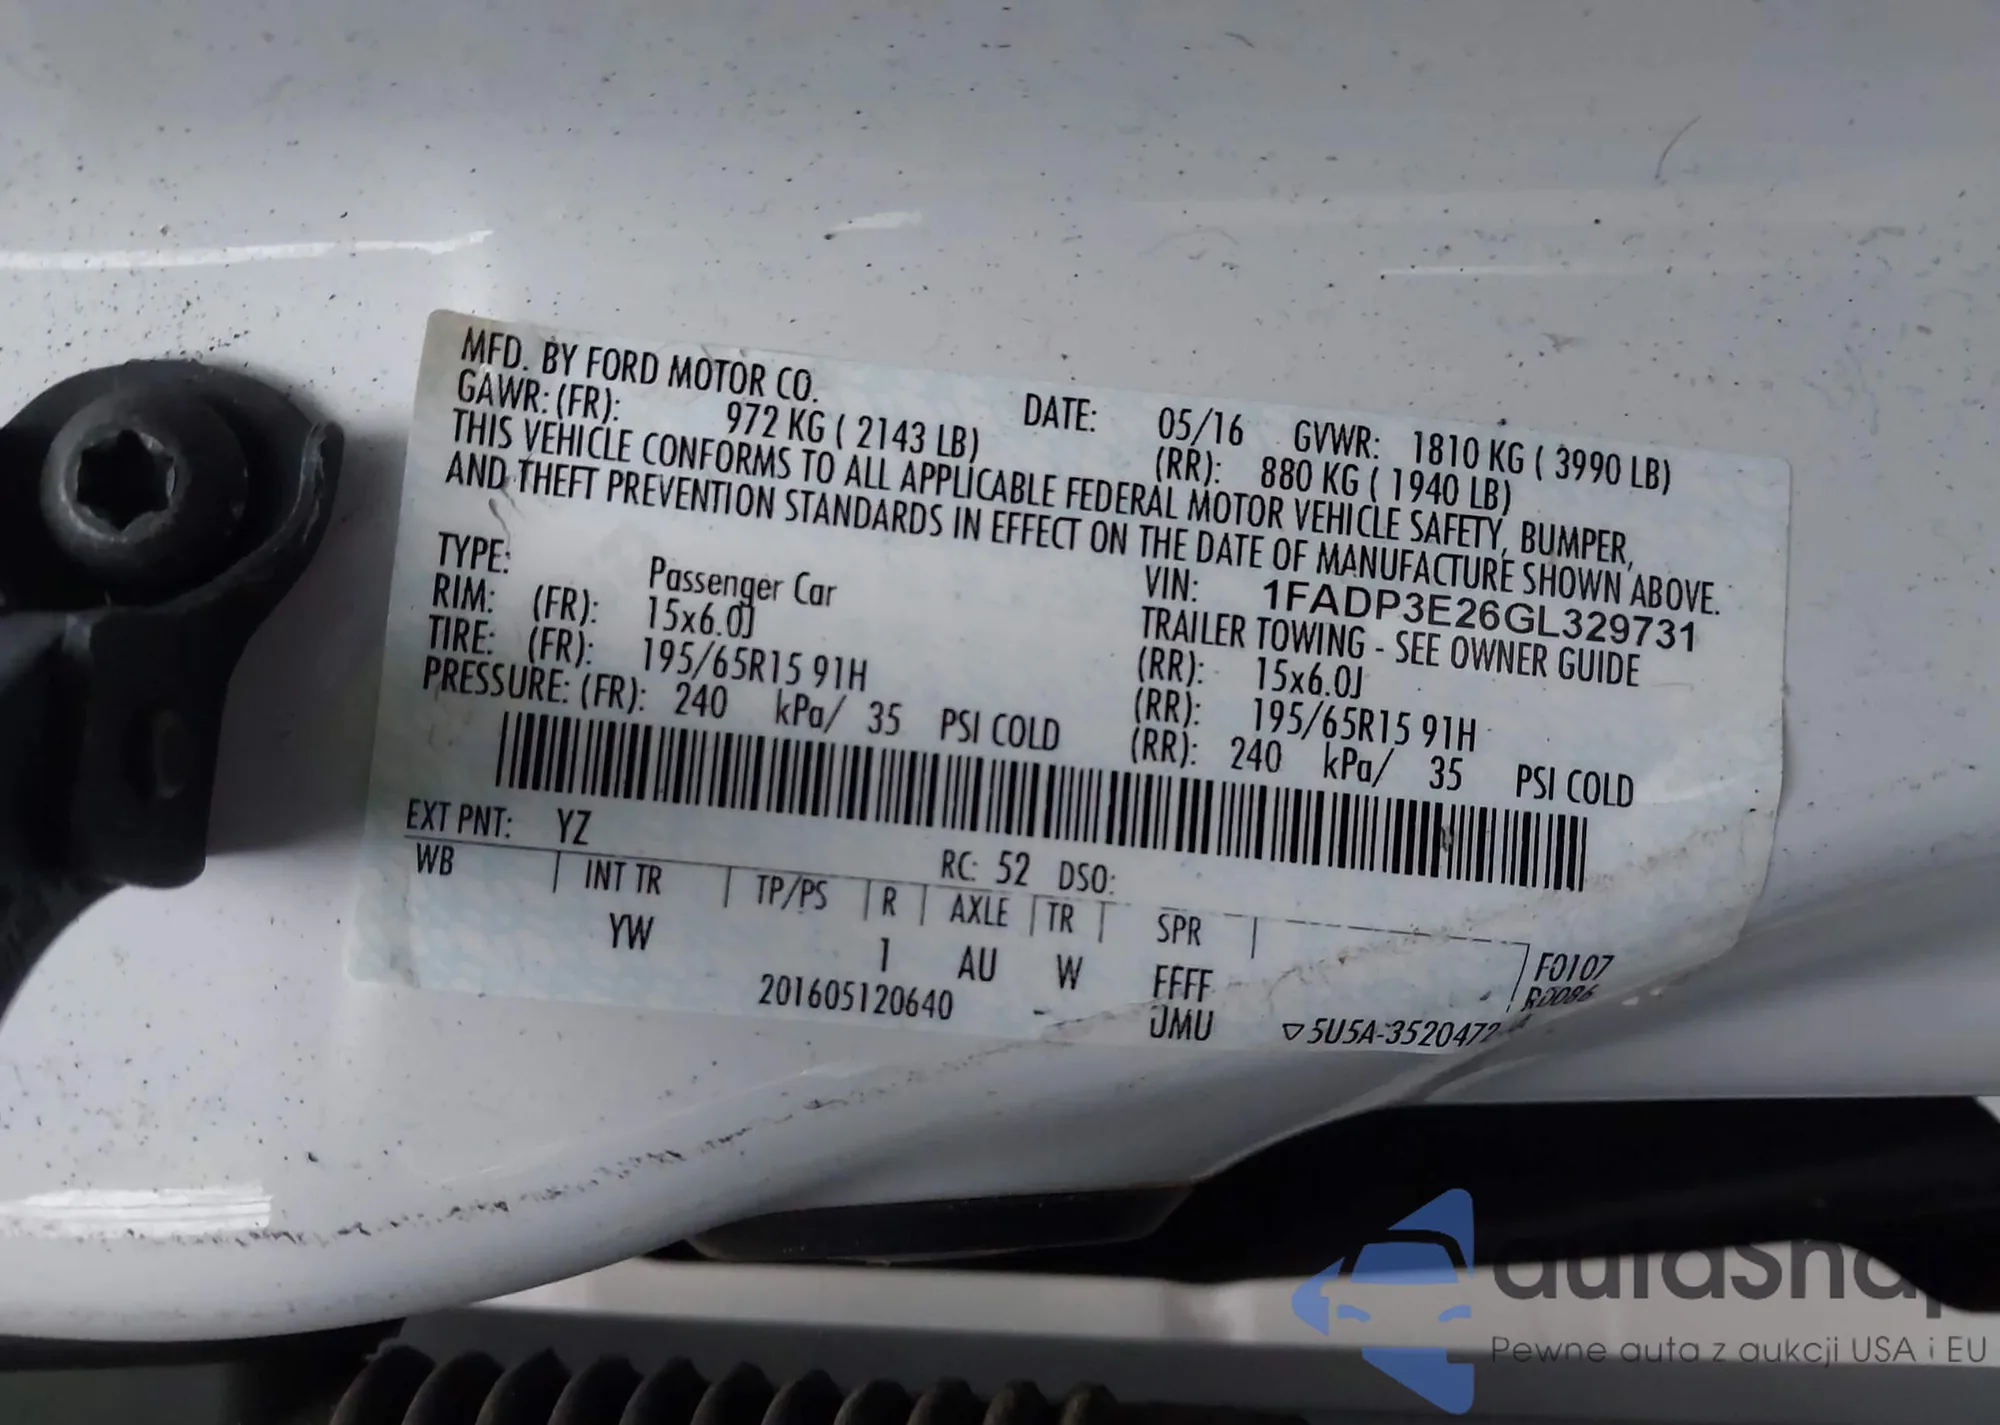 MFD. BY FORD MOTOR CO. DATE: 05/16 GVWR: 1810 KG ( 3990 LB)
GAWR: (FR): 972 KG ( 2143 LB) (RR): 880 KG ( 1940 LB)
THIS VEHICLE CONFORMS TO ALL APPLICABLE FEDERAL MOTOR VEHICLE SAFETY, BUMPER,
AND THEFT PREVENTION STANDARDS IN EFFECT ON THE DATE OF MANUFACTURE SHOWN ABOVE.
VIN: 1FADP3E26GL329731
TYPE: Passenger Car TRAILER TOWING - SEE OWNER GUIDE
RIM: (FR): 15x6.0J (RR): 15x6.0J
TIRE: (FR): 195/65R15 91H (RR): 195/65R15 91H
PRESSURE: (FR): 240 kPa/ 35 PSI COLD (RR): 240 kPa/ 35 PSI COLD
EXT PNT: YZ RC: 52 DSO:
WB INT TR TP/PS R AXLE TR SPR
YW 1 AU W FFFF F0107
R0086
201605120640 - JMU ▽5U5A-3520472
Pewne auta z aukcji USA i EU